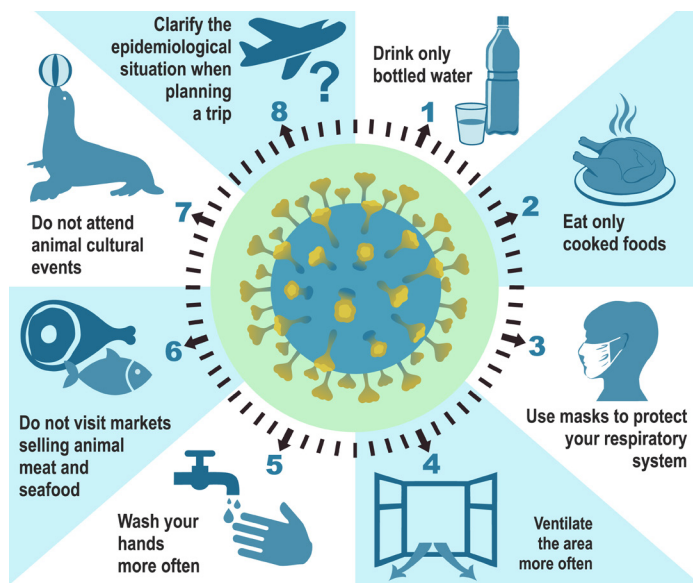 1
Drink only
bottled water
2
Eat only
cooked foods
3
Use masks to protect
your respiratory
system
4
Ventilate
the area
more often
5
Wash your
hands
more often
6
Do not visit markets
selling animal
meat and
seafood
7
Do not attend
animal cultural
events
8
Clarify the
epidemiological
situation when
planning
a trip
?